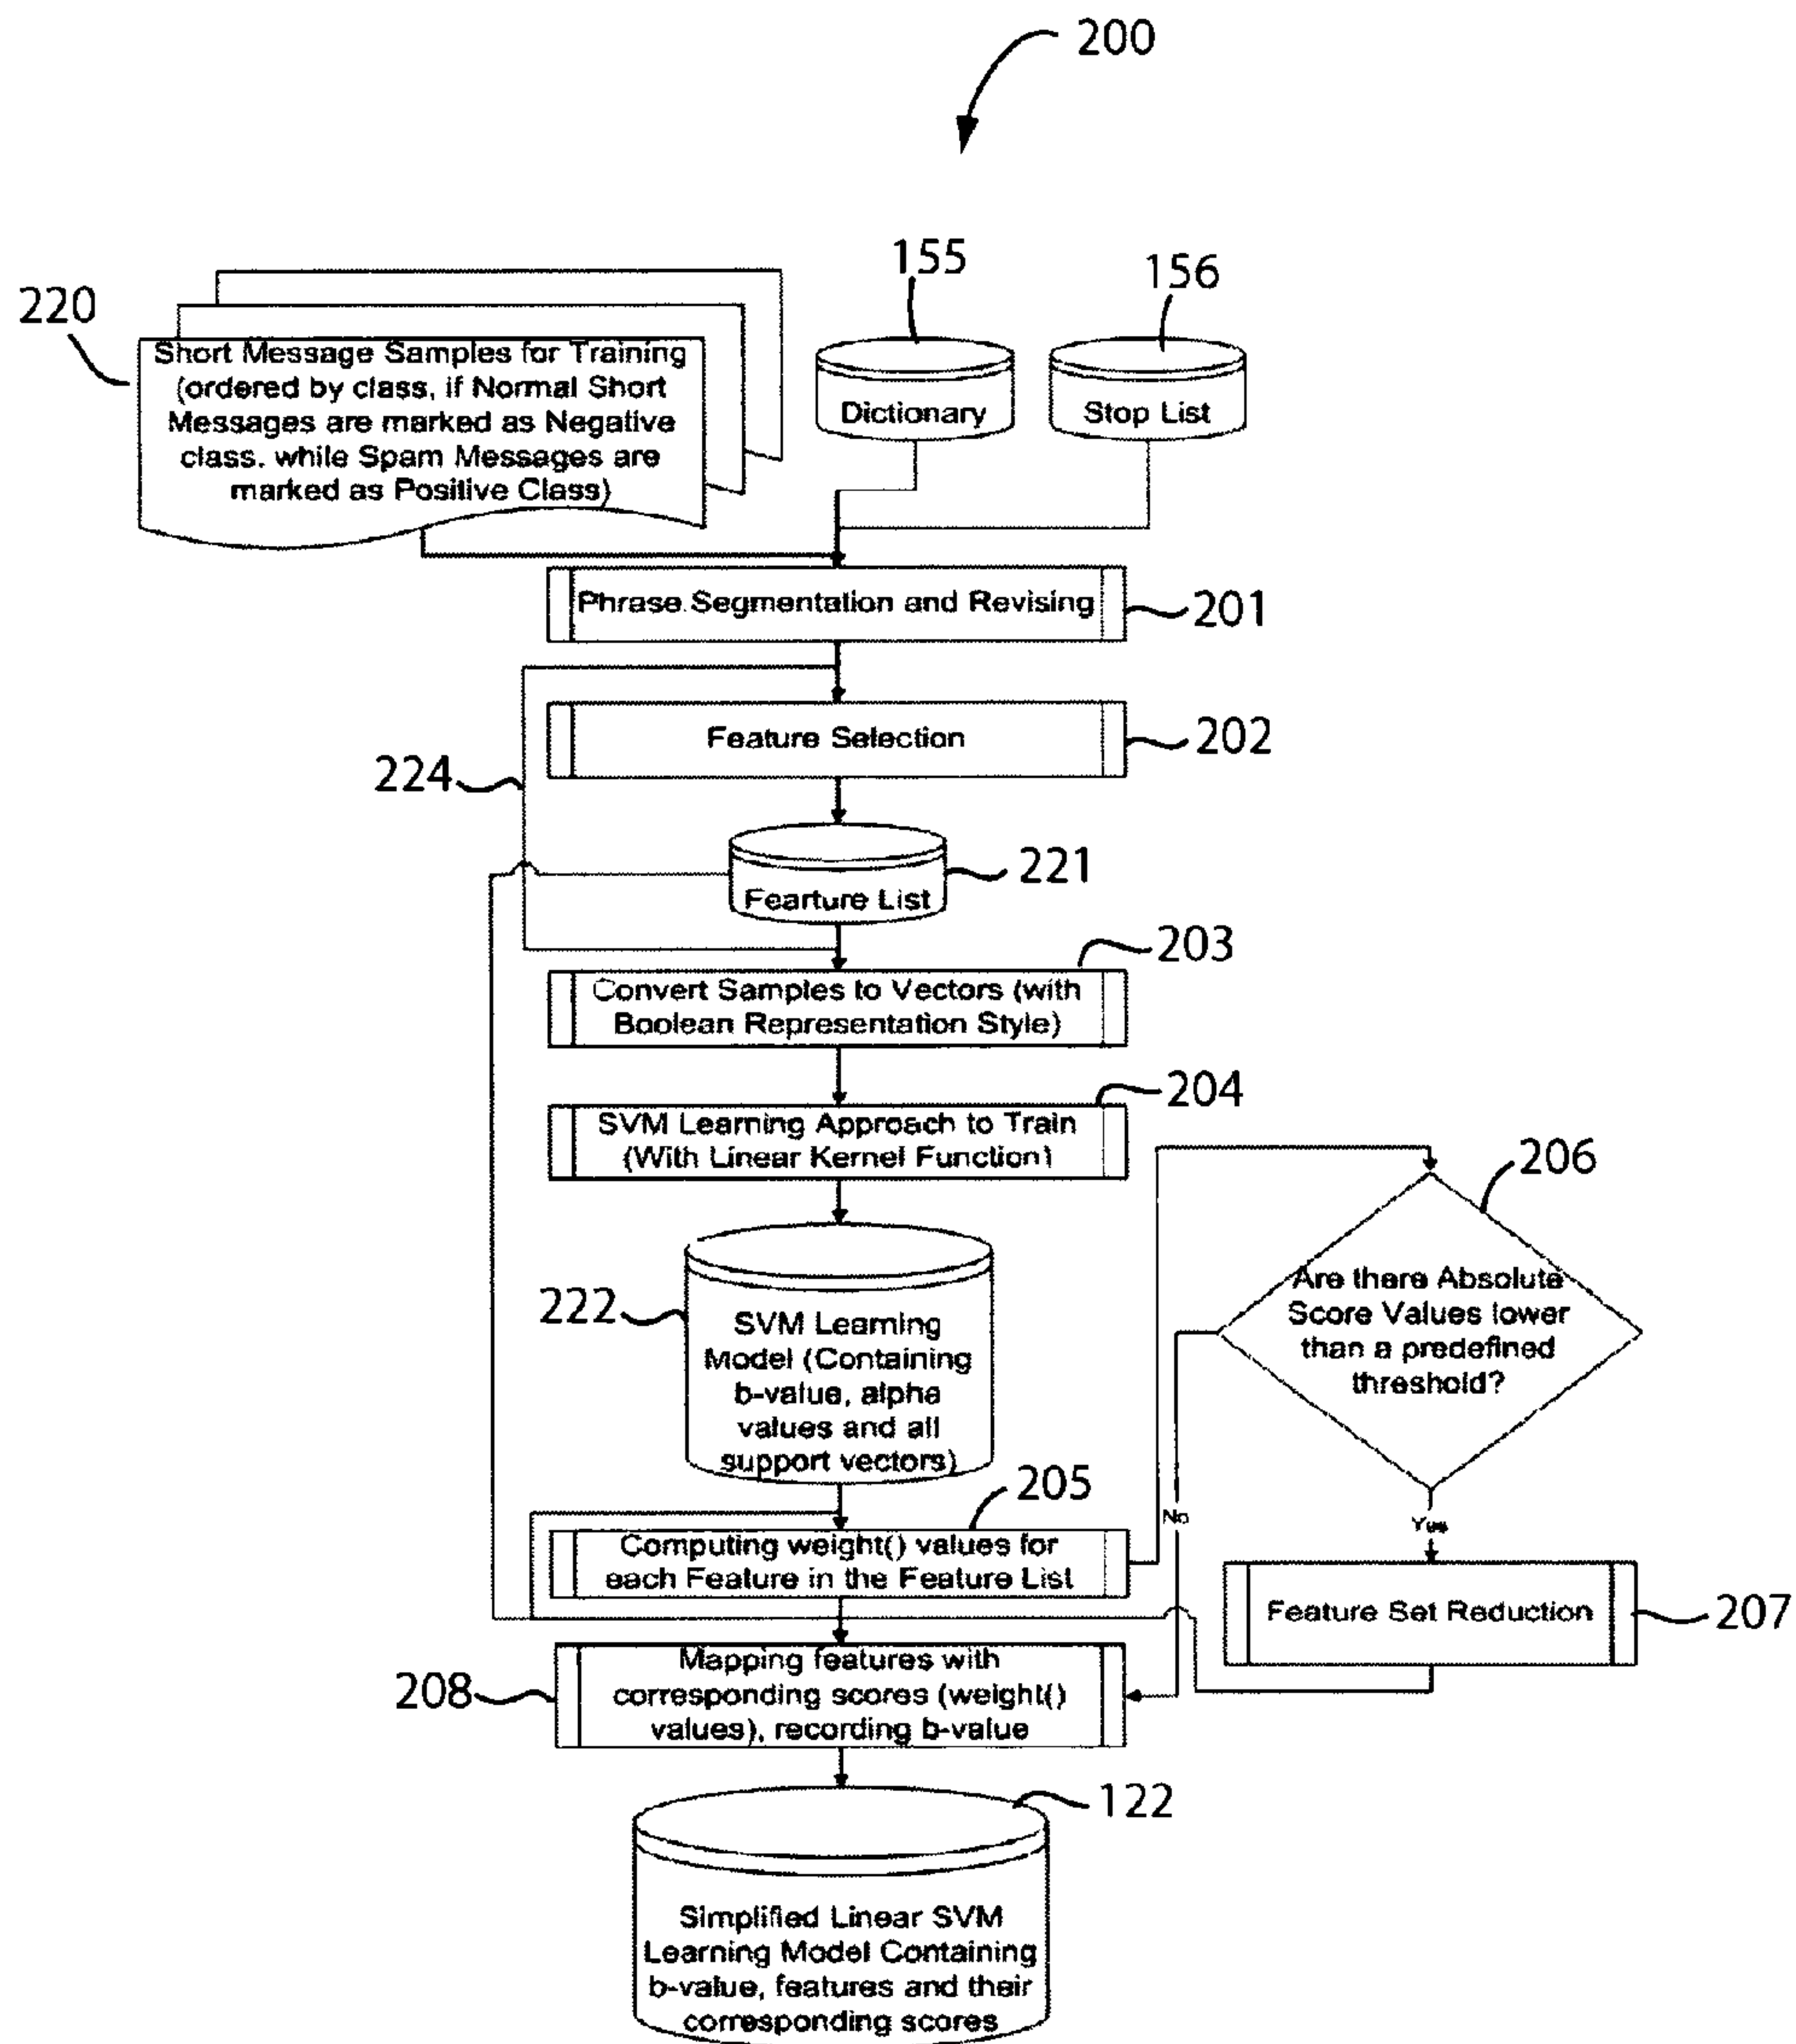 200
155
156
220
Short Message Samples for Training
(ordered by class, if Normal Short
Messages are marked as Negative
class. while Spam Messages are
marked as Positive Class)
Dictionary
Stop List
Phrase Segmentation and Revising
201
Feature Selection
202
224
Fearture List
221
203
Convert Samples to Vectors (with
Boolean Representation Style)
204
SVM Learning Approach to Train
(With Linear Kernel Function)
206
Are there Absolute
Score Values lower
than a predefined
threshold?
222
SVM Learning
Model (Containing
b-value, alpha
values and all
support vectors)
205
No
Yes
Computing weight() values for
each Feature in the Feature List
Feature Set Reduction
207
208
Mapping features with
corresponding scores (weight()
values), recording b-value
122
Simplified Linear SVM
Learning Model Containing
b-value, features and their
corresponding scores